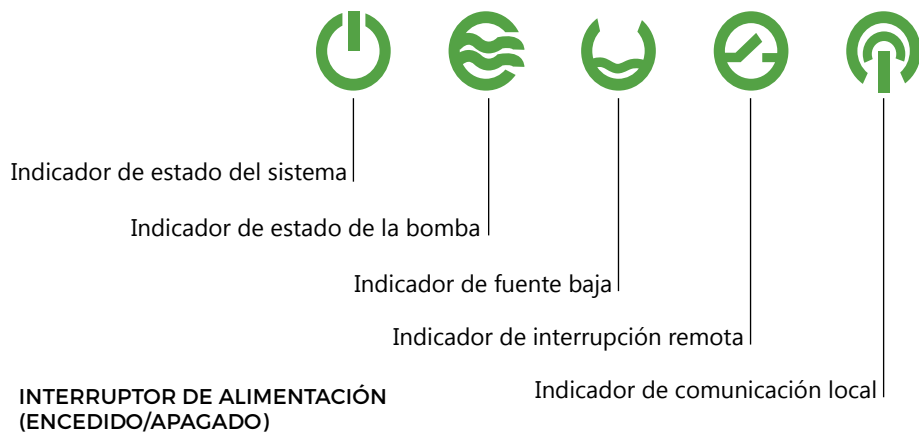 Indicador de estado del sistema
Indicador de estado de la bomba
Indicador de fuente baja
Indicador de interrupción remota
Indicador de comunicación local
INTERRUPTOR DE ALIMENTACIÓN
(ENCEDIDO/APAGADO)